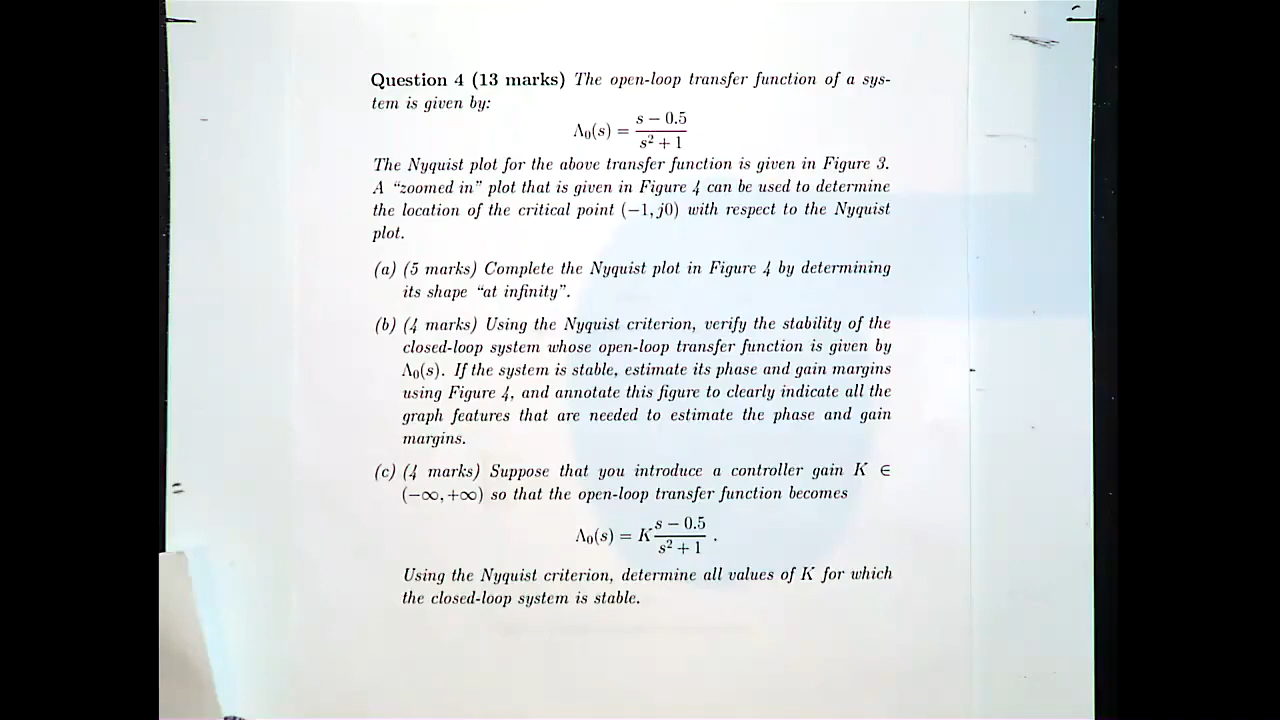 Question 4 (13 marks) The open-loop transfer function of a sys-
tem is given by:
Λ₀(s) = (s − 0.5)/(s² + 1)
The Nyquist plot for the above transfer function is given in Figure 3.
A “zoomed in” plot that is given in Figure 4 can be used to determine
the location of the critical point (−1, j0) with respect to the Nyquist
plot.
(a) (5 marks) Complete the Nyquist plot in Figure 4 by determining
its shape “at infinity”.
(b) (4 marks) Using the Nyquist criterion, verify the stability of the
closed-loop system whose open-loop transfer function is given by
Λ₀(s). If the system is stable, estimate its phase and gain margins
using Figure 4, and annotate this figure to clearly indicate all the
graph features that are needed to estimate the phase and gain
margins.
(c) (4 marks) Suppose that you introduce a controller gain K ∈
(−∞, +∞) so that the open-loop transfer function becomes
Λ₀(s) = K (s − 0.5)/(s² + 1) .
Using the Nyquist criterion, determine all values of K for which
the closed-loop system is stable.